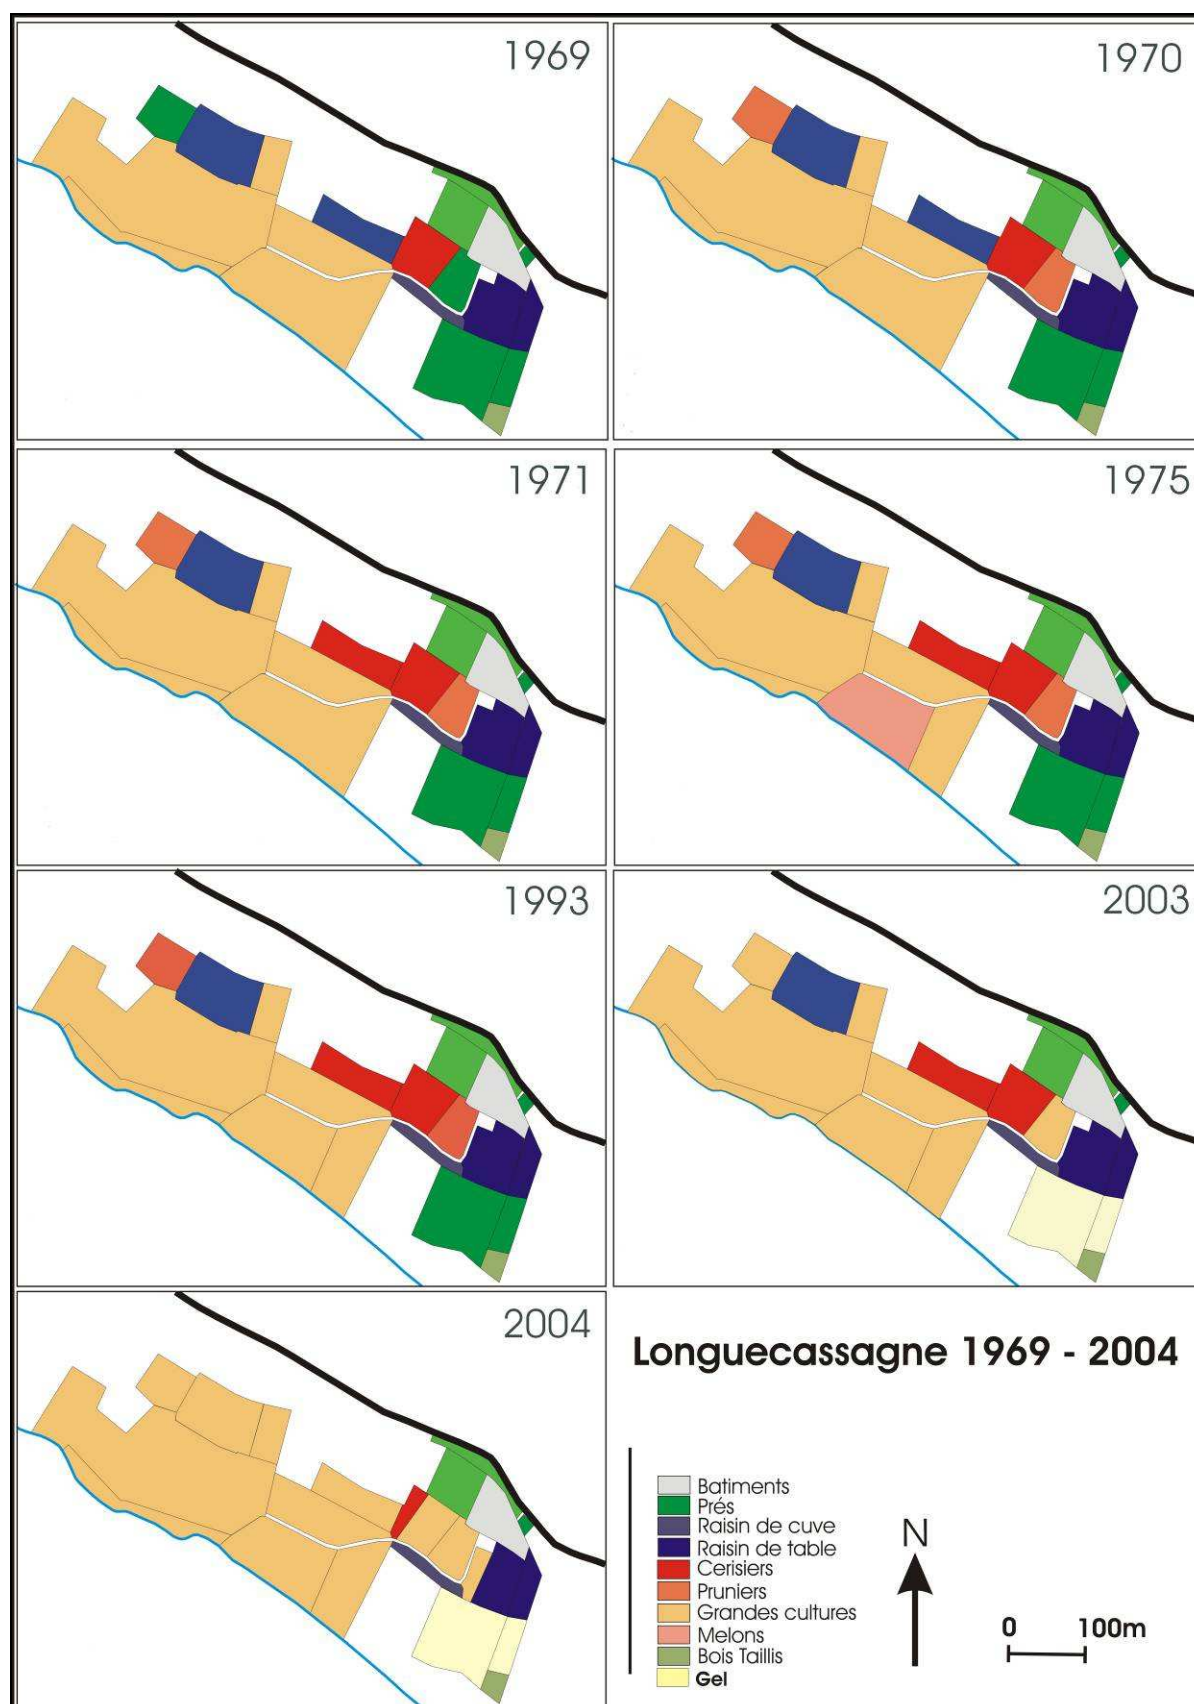 1969
1970
1971
1975
1993
2003
2004
Longuecassagne 1969 - 2004
Batiments
Prés
Raisin de cuve
Raisin de table
Cerisiers
Pruniers
Grandes cultures
Melons
Bois Taillis
Gel
N
0 100m